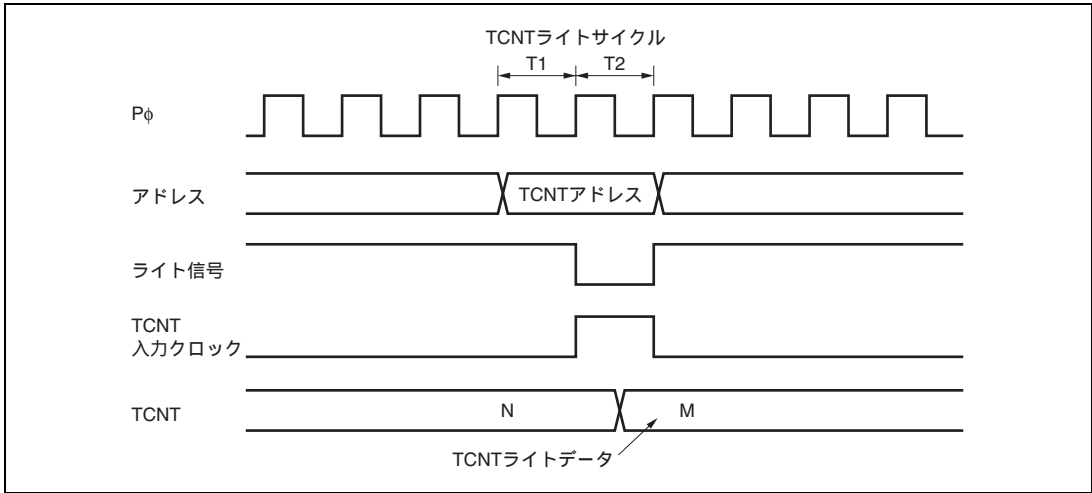 TCNTライトサイクル
T1
T2
Pφ
アドレス
TCNTアドレス
ライト信号
TCNT
入力クロック
TCNT
N
M
TCNTライトデータ